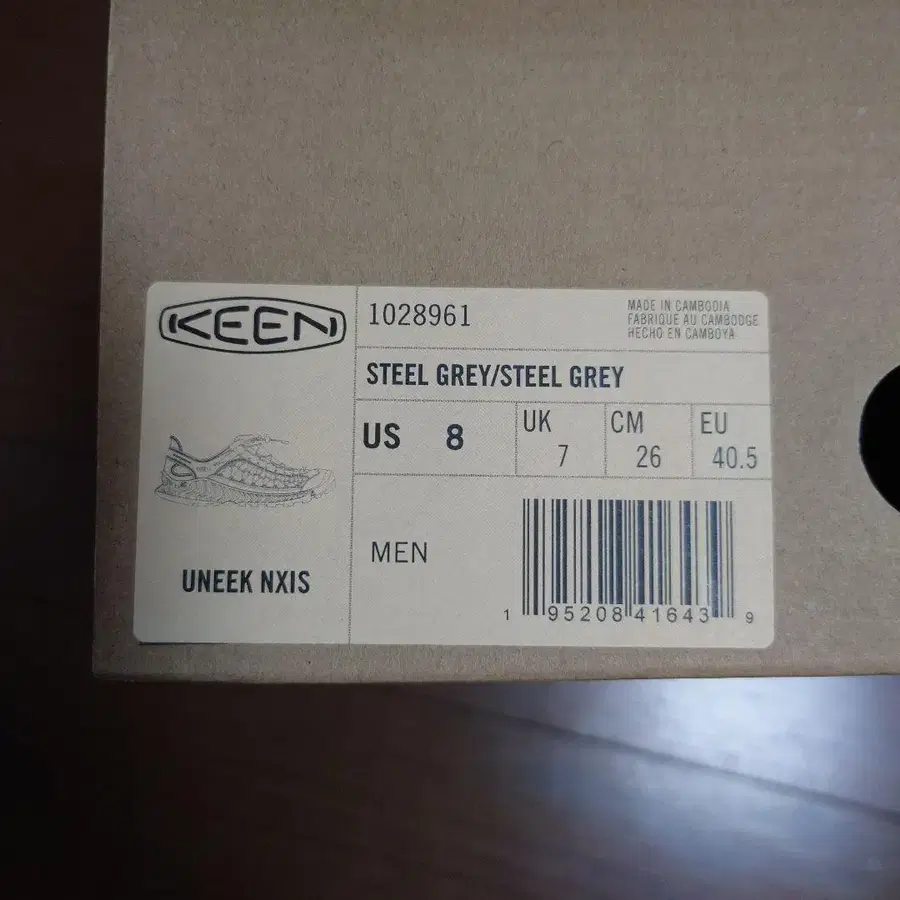 KEEN
1028961
MADE IN CAMBODIA
FABRIQUE AU CAMBODGE
HECHO EN CAMBOYA
STEEL GREY/STEEL GREY
US 8
UK 7
CM 26
EU 40.5
UNEEK NXIS
MEN
1 95208 41643 9